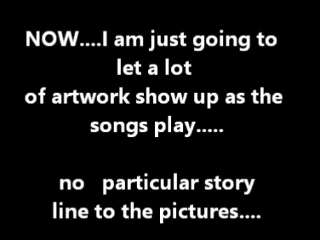 NOW....I am just going to
let a lot
of artwork show up as the
songs play.....
no particular story
line to the pictures....